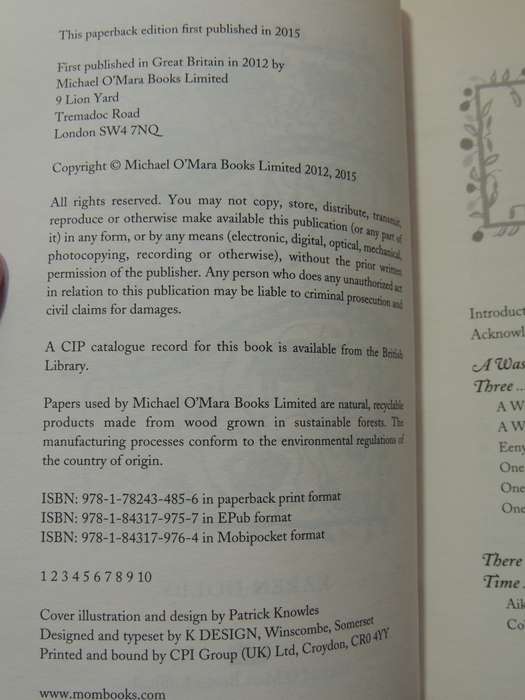 This paperback edition first published in 2015
First published in Great Britain in 2012 by
Michael O'Mara Books Limited
9 Lion Yard
Tremadoc Road
London SW4 7NQ
Copyright © Michael O'Mara Books Limited 2012, 2015
All rights reserved. You may not copy, store, distribute, transmit,
reproduce or otherwise make available this publication (or any part of
it) in any form, or by any means (electronic, digital, optical, mechanical,
photocopying, recording or otherwise), without the prior written
permission of the publisher. Any person who does any unauthorized act
in relation to this publication may be liable to criminal prosecution and
civil claims for damages.
A CIP catalogue record for this book is available from the British
Library.
Papers used by Michael O'Mara Books Limited are natural, recyclable
products made from wood grown in sustainable forests. The
manufacturing processes conform to the environmental regulations of
the country of origin.
ISBN: 978-1-78243-485-6 in paperback print format
ISBN: 978-1-84317-975-7 in EPub format
ISBN: 978-1-84317-976-4 in Mobipocket format
1 2 3 4 5 6 7 8 9 10
Cover illustration and design by Patrick Knowles
Designed and typeset by K DESIGN, Winscombe, Somerset
Printed and bound by CPI Group (UK) Ltd, Croydon, CR0 4YY
www.mombooks.com
Introduct
Acknowl
A Was
Three ...
A W
A W
Eeny
One
One
One
There
Time
Aik
Co